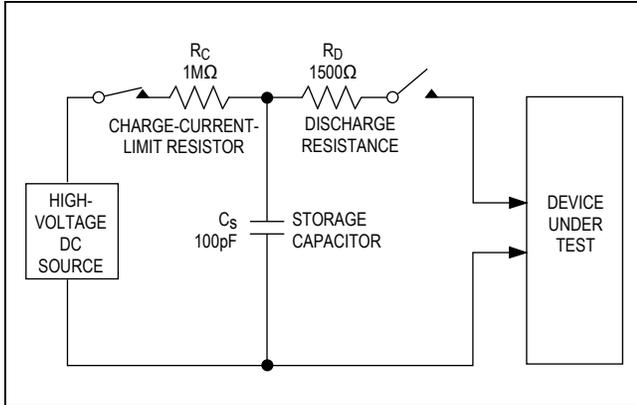 RC
1MΩ
CHARGE-CURRENT-
LIMIT RESISTOR
RD
1500Ω
DISCHARGE
RESISTANCE
HIGH-
VOLTAGE
DC
SOURCE
CS
100pF
STORAGE
CAPACITOR
DEVICE
UNDER
TEST